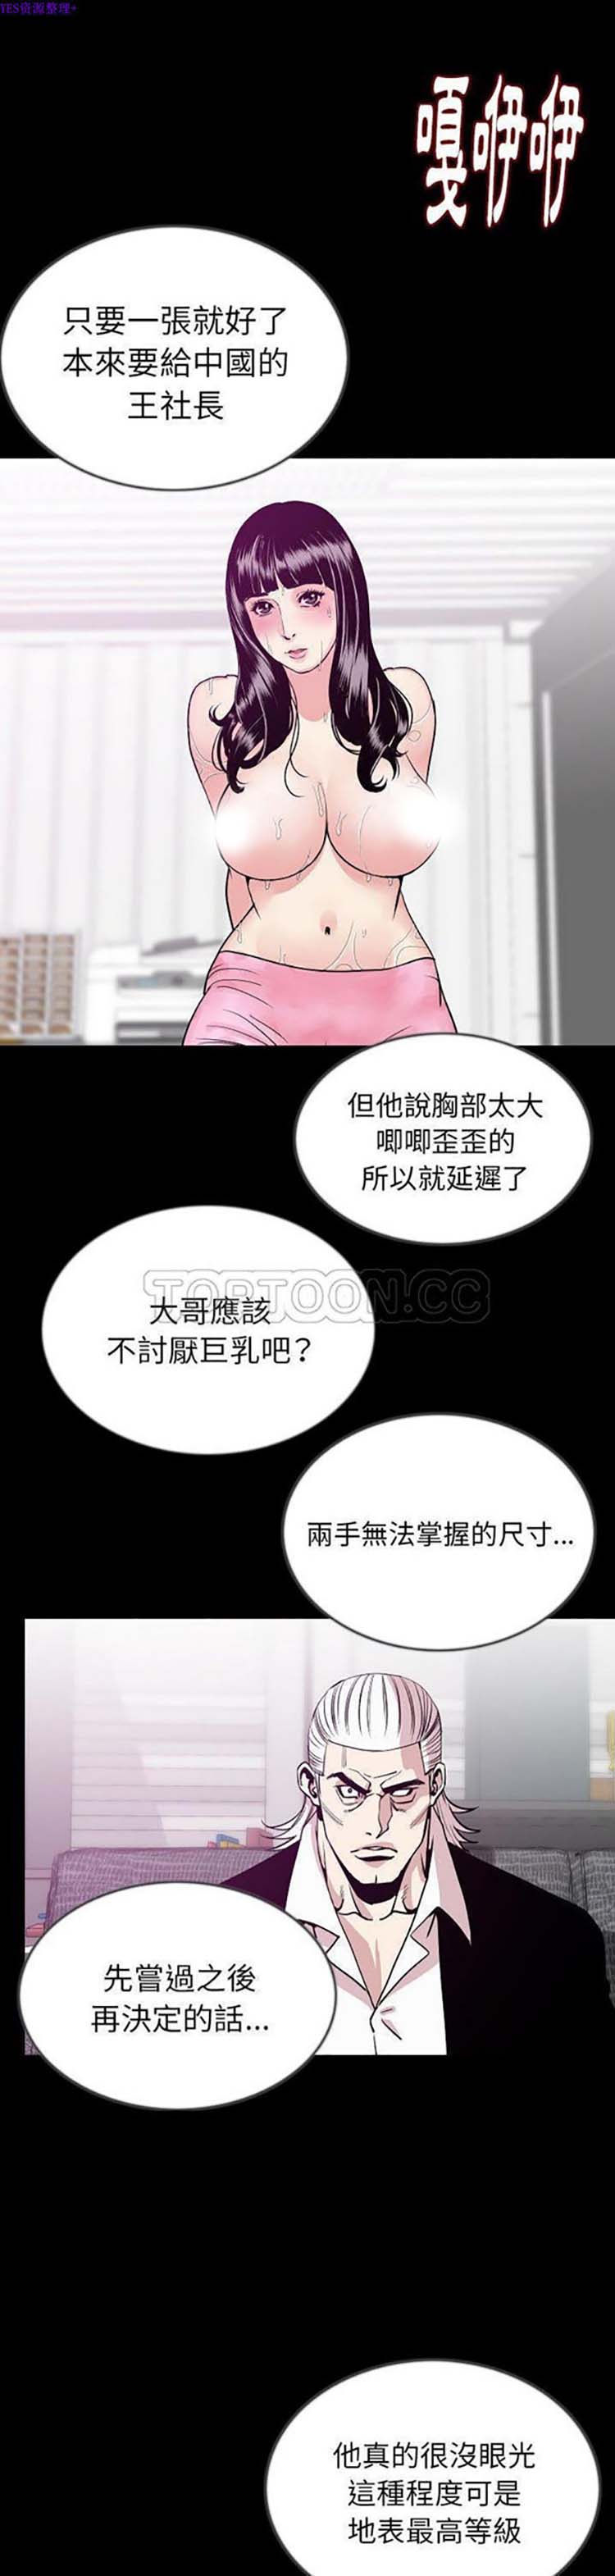 YES资源整理+
嘎咿咿
只要一張就好了
本來要給中國的
王社長
但他說胸部太大
唧唧歪歪的
所以就延遲了
TOPTOON.CC
大哥應該
不討厭巨乳吧？
兩手無法掌握的尺寸...
先嘗過之後
再決定的話...
他真的很沒眼光
這種程度可是
地表最高等級